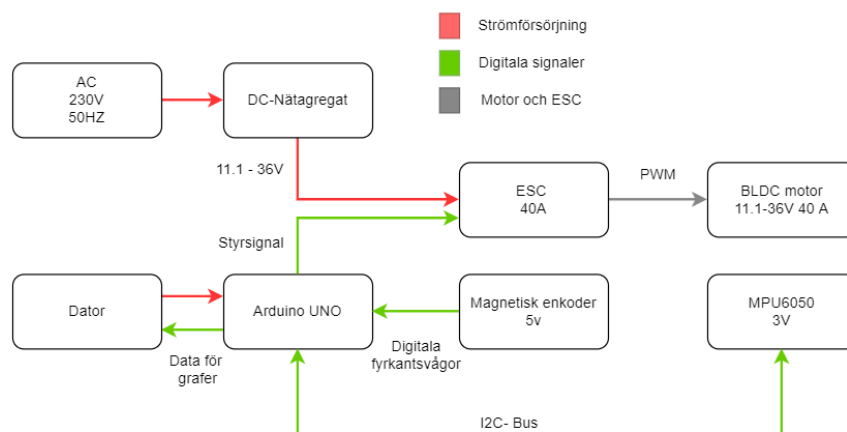 Strömförsörjning
Digitala signaler
Motor och ESC
AC
230V
50HZ
DC-Nätagregat
11.1 - 36V
ESC
40A
PWM
BLDC motor
11.1-36V 40 A
Styrsignal
Dator
Arduino UNO
Magnetisk enkoder
5v
MPU6050
3V
Data för
grafer
Digitala
fyrkantsvågor
I2C- Bus